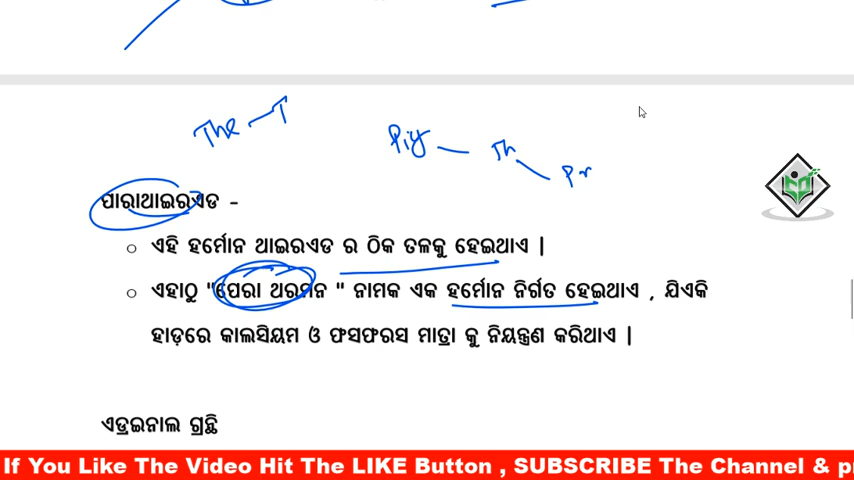 The - T
Piy - Th
Pr
ପାରାଥାଇରଏଡ -
○ ଏହି ହର୍ମୋନ ଥାଇରଏଡ ର ଠିକ ତଳକୁ ହେଇଥାଏ |
○ ଏହାଠୁ "ପେରା ଥରମନ " ନାମକ ଏକ ହର୍ମୋନ ନିର୍ଗତ ହେଇଥାଏ , ଯିଏକି
ହାଡ଼ରେ କାଲସିୟମ ଓ ଫସଫରସ ମାତ୍ରା କୁ ନିୟନ୍ତ୍ରଣ କରିଥାଏ |
ଏଡ୍ରଇନାଲ ଗ୍ରନ୍ଥି
If You Like The Video Hit The LIKE Button , SUBSCRIBE The Channel & p